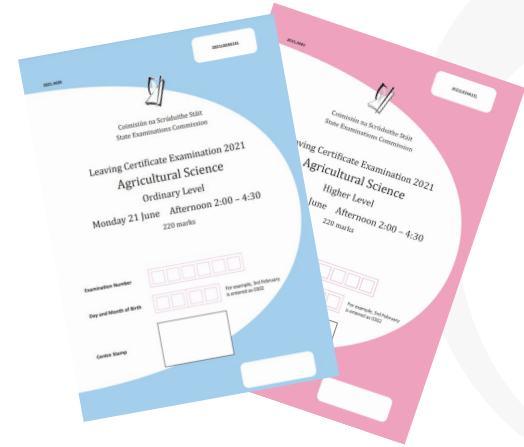 Coimisiún na Scrúduithe Stáit
State Examinations Commission
Leaving Certificate Examination 2021
Agricultural Science
Ordinary Level
Monday 21 June Afternoon 2:00 – 4:30
220 marks
Examination Number
Day and Month of Birth
For example, 3rd February
is entered as 0302
Centre Stamp
Coimisiún na Scrúduithe Stáit
State Examinations Commission
ving Certificate Examination 2021
Agricultural Science
Higher Level
June Afternoon 2:00 – 4:30
220 marks
For example, 3rd February
is entered as 0302